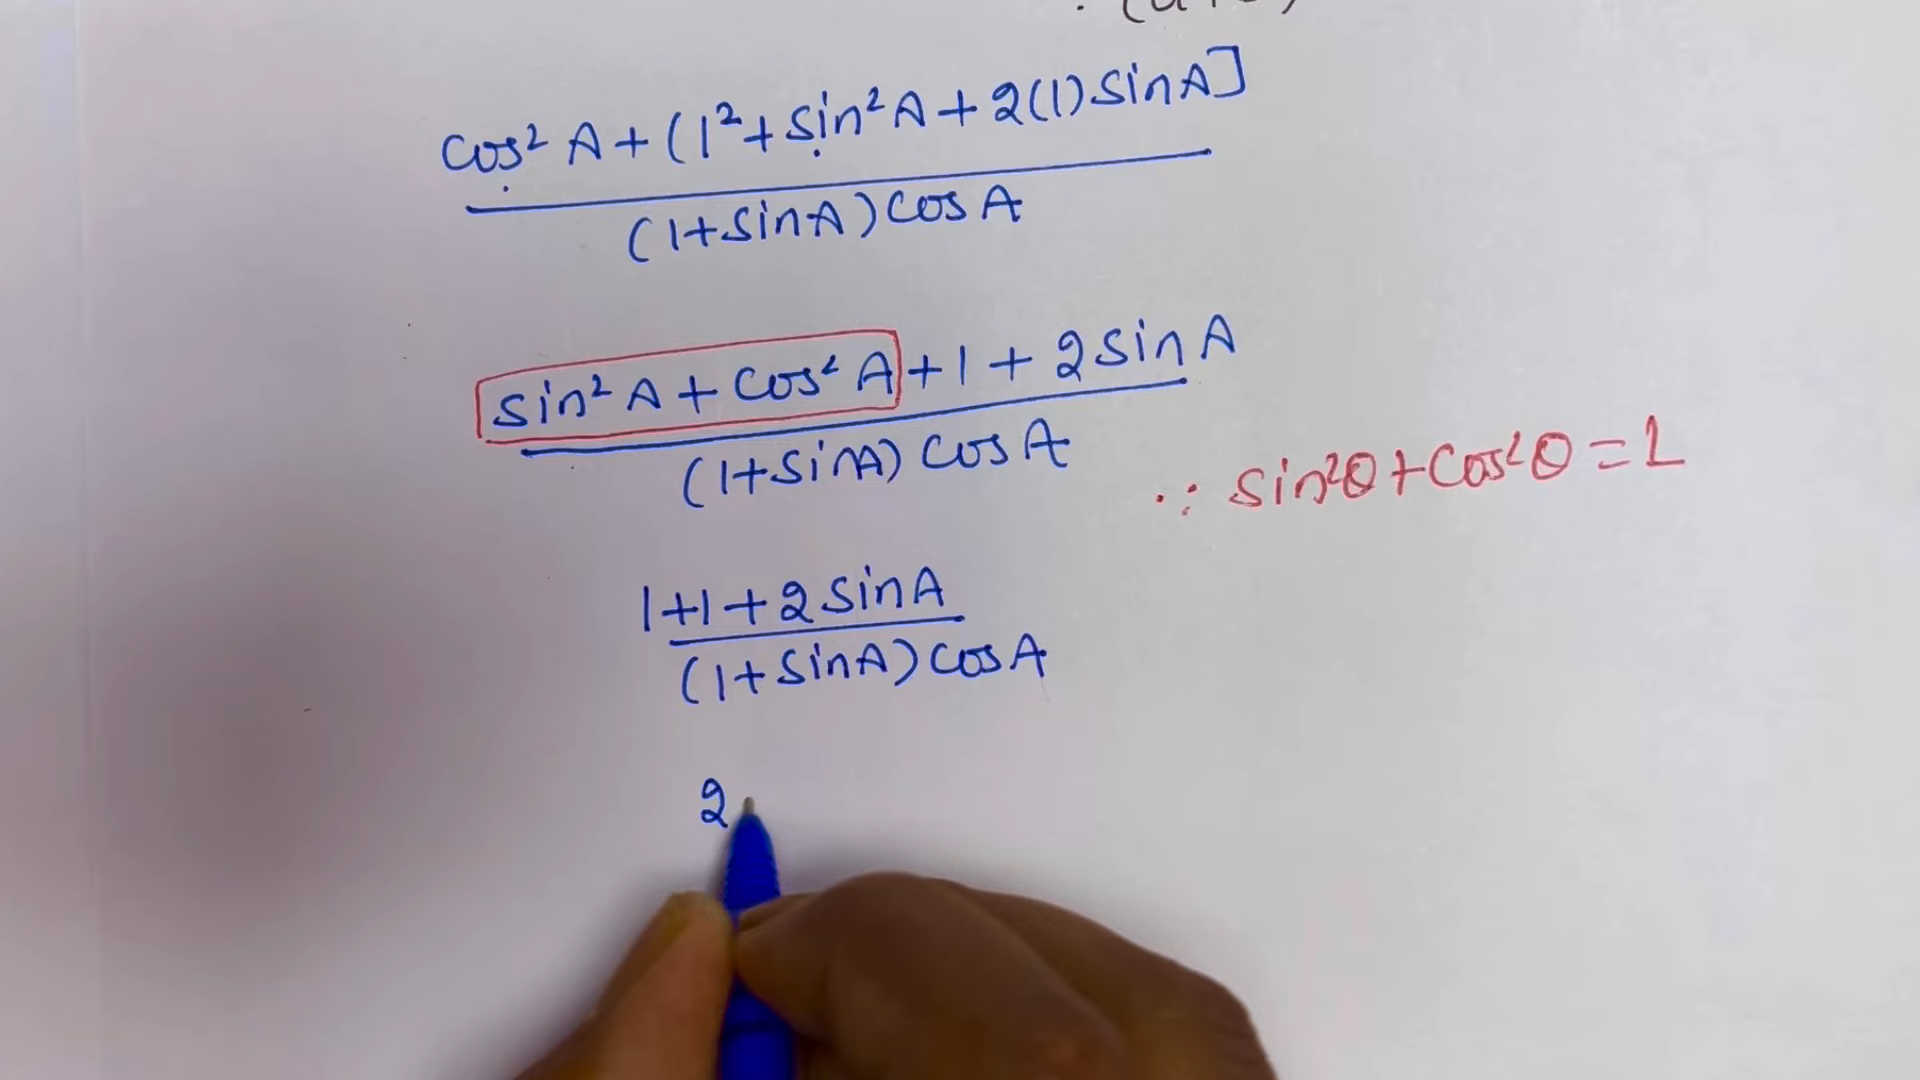 cos² A + (1² + sin² A + 2(1) sin A]
(1 + sin A) cos A
sin² A + cos² A + 1 + 2 sin A
(1 + sin A) cos A
∵ sin²θ + cos²θ = 1
1 + 1 + 2 sin A
(1 + sin A) cos A
2